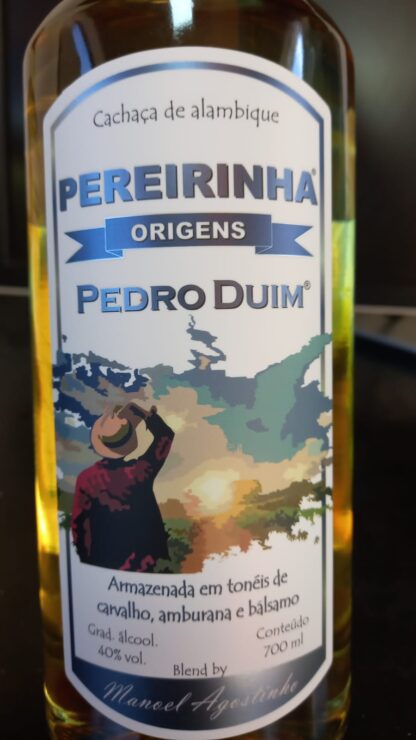 Cachaça de alambique
PEREIRINHA®
ORIGENS
PEDRO DUIM®
Armazenada em tonéis de
carvalho, amburana e bálsamo
Grad. álcool.
40% vol.
Conteúdo
700 ml
Blend by
Manoel Agostinho